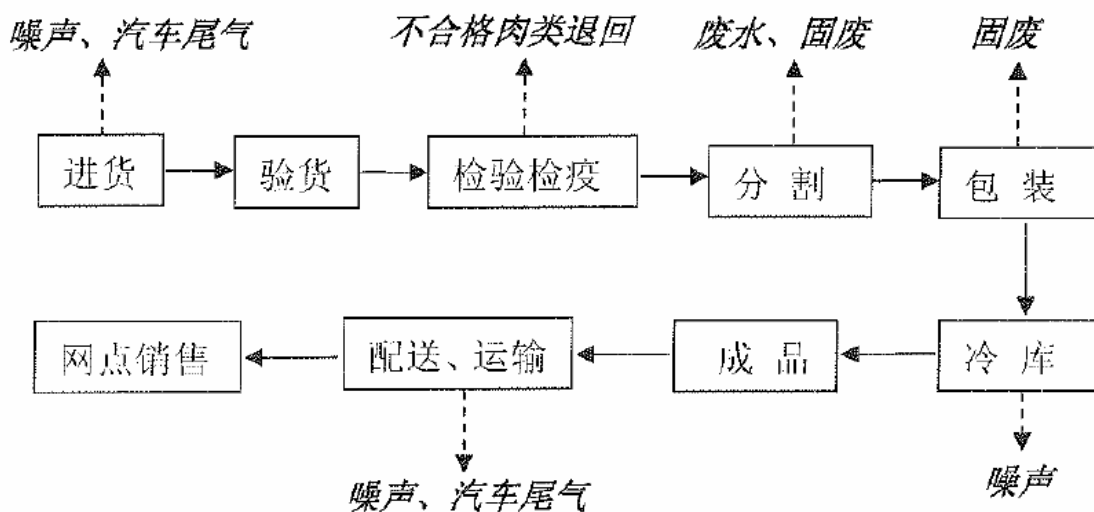 噪声、汽车尾气
不合格肉类退回
废水、固废
固废
进货
验货
检验检疫
分割
包装
网点销售
配送、运输
成品
冷库
噪声、汽车尾气
噪声